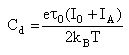 C_d = eτ_0(I_0 + I_A) / 2k_BT